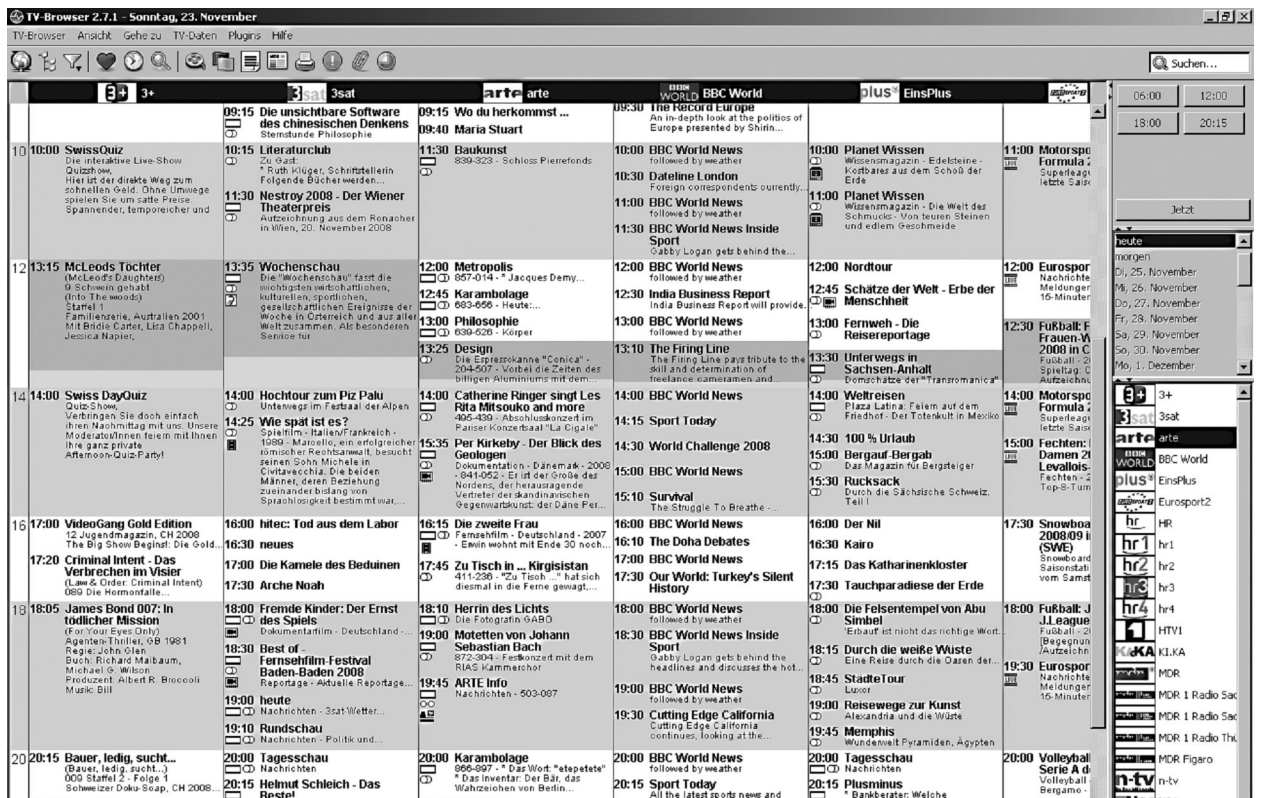 TV-Browser 2.7.1 - Sonntag, 23. November
TV-Browser Ansicht Gehe zu TV-Daten Plugins Hilfe
Suchen...
3+ 3+
3sat 3sat
arte arte
BBC WORLD BBC World
plus EinsPlus
09:15 Die unsichtbare Software
des chinesischen Denkens
Sternstunde Philosophie
09:15 Wo du herkommst ...
09:40 Maria Stuart
09:30 The Record Europe
An in-depth look at the politics of
Europe presented by Shirin...
10
10:00 SwissQuiz
Die interaktive Live-Show
Quizshow,
Hier ist der direkte Weg zum
schnellen Geld. Ohne Umwege
spielen Sie um satte Preise.
Spannender, temporeicher und
10:15 Literaturclub
Zu Gast:
* Ruth Klüger, Schriftstellerin
Folgende Bücher werden...
11:30 Nestroy 2008 - Der Wiener
Theaterpreis
Aufzeichnung aus dem Ronacher
in Wien, 20. November 2008
11:30 Baukunst
839-323 - Schloss Pierrefonds
10:00 BBC World News
followed by weather
10:30 Dateline London
Foreign correspondents currently...
11:00 BBC World News
followed by weather
11:30 BBC World News Inside
Sport
Gabby Logan gets behind the...
10:00 Planet Wissen
Wissensmagazin - Edelsteine -
Kostbares aus dem Schoß der
Erde
11:00 Planet Wissen
Wissensmagazin - Die Welt des
Schmucks - Von teuren Steinen
und edlem Geschmeide
11:00 Motorspo
Formula 2
Superleagu
letzte Saiso
12
13:15 McLeods Töchter
(McLeod's Daughters)
9 Schwein gehabt
(Into The woods)
Staffel 1
Familienserie, Australien 2001
Mit Bridie Carter, Lisa Chappell,
Jessica Napier,
13:35 Wochenschau
Die "Wochenschau" fasst die
wichtigsten wirtschaftlichen,
kulturellen, sportlichen,
gesellschaftlichen Ereignisse der
Woche in Österreich und aus aller
Welt zusammen. Als besonderen
Service für
12:00 Metropolis
857-014 - * Jacques Demy...
12:45 Karambolage
683-656 - Heute:...
13:00 Philosophie
639-526 - Körper
13:25 Design
Die Espressokanne "Conica" -
204-507 - Vorbei die Zeiten des
billigen Aluminiums mit dem...
12:00 BBC World News
followed by weather
12:30 India Business Report
India Business Report will provide...
13:00 BBC World News
followed by weather
13:10 The Firing Line
The Firing Line pays tribute to the
skill and determination of
freelance cameramen and...
12:00 Nordtour
12:45 Schätze der Welt - Erbe der
Menschheit
13:00 Fernweh - Die
Reisereportage
13:30 Unterwegs in
Sachsen-Anhalt
Domschätze der "Transromanica"
12:00 Eurospor
Nachrichte
Meldungen
15-Minuter
12:30 Fußball: F
Frauen-W
2008 in C
Fußball - 20
Spieltag: C
Aufzeichnu
14
14:00 Swiss DayQuiz
Quiz-Show,
Verbringen Sie doch einfach
ihren Nachmittag mit uns. Unsere
Moderator/Innen feiern mit Ihnen
Ihre ganz private
Afternoon-Quiz-Party!
14:00 Hochtour zum Piz Palü
Unterwegs im Festsaal der Alpen
14:25 Wie spät ist es?
Spielfilm - Italien/Frankreich -
1989 - Marcello, ein erfolgreicher
römischer Rechtsanwalt, besucht
seinen Sohn Michele in
Civitavecchia. Die beiden
Männer, deren Beziehung
zueinander bislang von
Sprachlosigkeit bestimmt war,...
14:00 Catherine Ringer singt Les
Rita Mitsouko and more
495-439 - Abschlusskonzert im
Pariser Konzertsaal "La Cigale"
15:35 Per Kirkeby - Der Blick des
Geologen
Dokumentation - Dänemark - 2008
- 841-052 - Er ist der Große des
Nordens, der herausragende
Vertreter der skandinavischen
Gegenwartskunst: der Däne Per...
14:00 BBC World News
14:15 Sport Today
14:30 World Challenge 2008
15:00 BBC World News
15:10 Survival
The Struggle To Breathe -...
14:00 Weltreisen
Plaza Latina: Feiern auf dem
Friedhof - Der Totenkult in Mexiko
14:30 100 % Urlaub
15:00 Bergauf-Bergab
Das Magazin für Bergsteiger
15:30 Rucksack
Durch die Sächsische Schweiz,
Teil I
14:00 Motorspo
Formula 2
Superleagu
letzte Saiso
15:00 Fechten: I
Damen 20
Levallois-
Fechten - 2
Top-8-Turn
16
17:00 VideoGang Gold Edition
12 Jugendmagazin, CH 2008
The Big Show Begins!: Die Gold...
17:20 Criminal Intent - Das
Verbrechen im Visier
(Law & Order: Criminal Intent)
089 Die Hormonfalle...
16:00 hitec: Tod aus dem Labor
16:30 neues
17:00 Die Kamele des Beduinen
17:30 Arche Noah
16:15 Die zweite Frau
Fernsehfilm - Deutschland - 2007
- Erwin wohnt mit Ende 30 noch...
17:45 Zu Tisch in ... Kirgisistan
411-236 - "Zu Tisch ..." hat sich
diesmal in die Ferne gewagt,...
16:00 BBC World News
16:10 The Doha Debates
17:00 BBC World News
17:30 Our World: Turkey's Silent
History
16:00 Der Nil
16:30 Kairo
17:15 Das Katharinenkloster
17:30 Tauchparadiese der Erde
17:30 Snowboa
2008/09 i
(SWE)
Snowboard
Saisonstati
vom Samst
18
18:05 James Bond 007: In
tödlicher Mission
(For Your Eyes Only)
Agenten-Thriller, GB 1981
Regie: John Glen
Buch: Richard Maibaum,
Michael G. Wilson
Produzent: Albert R. Broccoli
Musik: Bill
18:00 Fremde Kinder: Der Ernst
des Spiels
Dokumentarfilm - Deutschland -...
18:30 Best of -
Fernsehfilm-Festival
Baden-Baden 2008
Reportage - Aktuelle Reportage...
19:00 heute
Nachrichten - 3sat-Wetter...
19:10 Rundschau
Nachrichten - Politik und...
18:10 Herrin des Lichts
Die Fotografin GABO
19:00 Motetten von Johann
Sebastian Bach
872-304 - Festkonzert mit dem
RIAS Kammerchor
19:45 ARTE Info
Nachrichten - 503-087
18:00 BBC World News
followed by weather
18:30 BBC World News Inside
Sport
Gabby Logan gets behind the
headlines and discusses the hot...
19:00 BBC World News
followed by weather
19:30 Cutting Edge California
Cutting Edge California
continues, looking at the...
18:00 Die Felsentempel von Abu
Simbel
'Erbaut' ist nicht das richtige Wort...
18:15 Durch die weiße Wüste
Eine Reise durch die Oasen der...
18:45 StädteTour
Luxor
19:00 Reisewege zur Kunst
Alexandria und die Wüste
19:45 Memphis
Wunderwelt Pyramiden, Ägypten
18:00 Fußball: J
J.League
Fußball - 20
[Begegnun
/Aufzeichn
19:30 Eurospor
Nachrichte
Meldungen
15-Minuter
20
20:15 Bauer, ledig, sucht...
(Bauer, ledig, sucht...)
009 Staffel 2 - Folge 1
Schweizer Doku-Soap, CH 2008...
20:00 Tagesschau
Nachrichten
20:15 Helmut Schleich - Das
Beste!
20:00 Karambolage
866-897 - * Das Wort: "etepetete"
* Das Inventar: Der Bär, das
Wahrzeichen von Berlin...
20:00 BBC World News
followed by weather
20:15 Sport Today
All the latest sports news and
20:00 Tagesschau
Nachrichten
20:15 Plusminus
* Bankberater: Welche
20:00 Volleyball
Serie A d
Volleyball
Bergamo -
06:00 12:00
18:00 20:15
Jetzt
heute
morgen
Di, 25. November
Mi, 26. November
Do, 27. November
Fr, 28. November
Sa, 29. November
So, 30. November
Mo, 1. Dezember
3+ 3+
3sat 3sat
arte arte
BBC WORLD BBC World
plus EinsPlus
Eurosport2
hr HR
hr1 hr1
hr2 hr2
hr3 hr3
hr4 hr4
1 HTV1
KI.KA KI.KA
mdr MDR
MDR 1 Radio Sac
MDR 1 Radio Sac
MDR 1 Radio Thü
MDR Figaro
n-tv n-tv